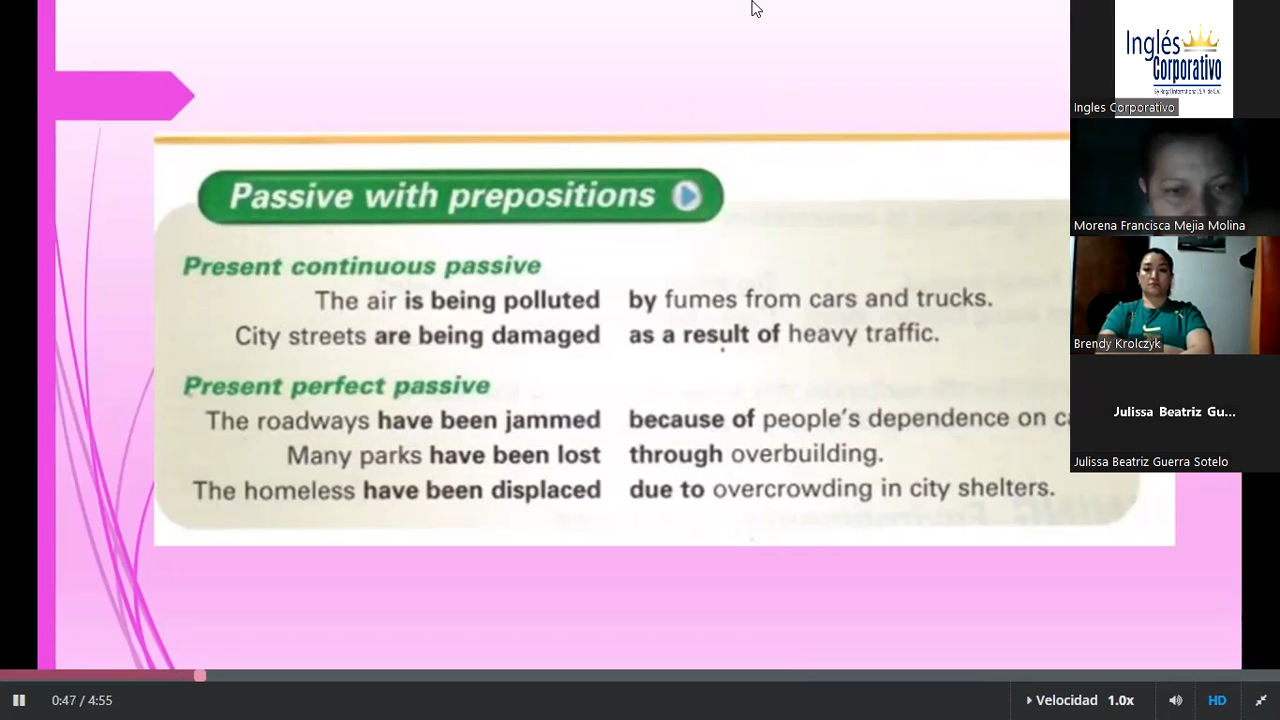 Passive with prepositions
Present continuous passive
The air is being polluted by fumes from cars and trucks.
City streets are being damaged as a result of heavy traffic.
Present perfect passive
The roadways have been jammed because of people's dependence on
Many parks have been lost through overbuilding.
The homeless have been displaced due to overcrowding in city shelters.
Inglés
Corporativo
Ingles Corporativo
Morena Francisca Mejia Molina
Brendy Krolczyk
Julissa Beatriz Gu...
Julissa Beatriz Guerra Sotelo
0:47 / 4:55
Velocidad 1.0x
HD